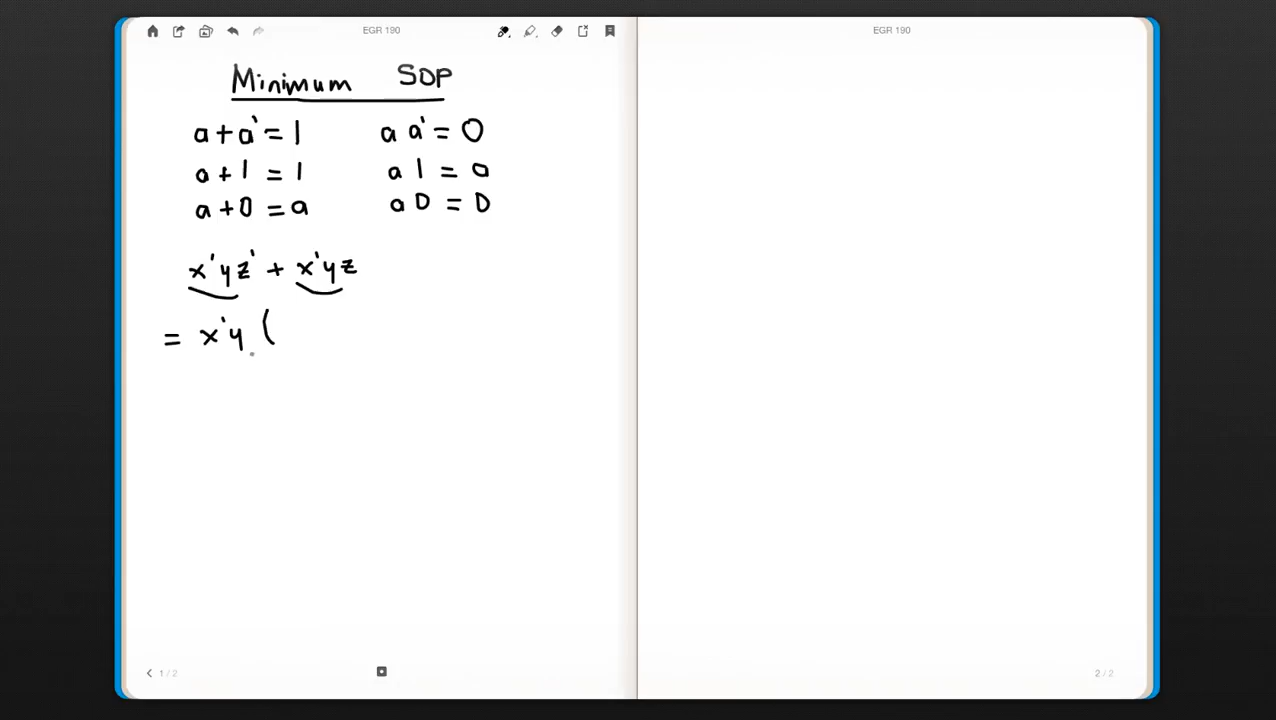 EGR 190
EGR 190
Minimum SOP
a + a' = 1 a a' = 0
a + 1 = 1 a 1 = a
a + 0 = a a 0 = 0
x'yz' + x'yz
= x'y (
1 / 2
2 / 2